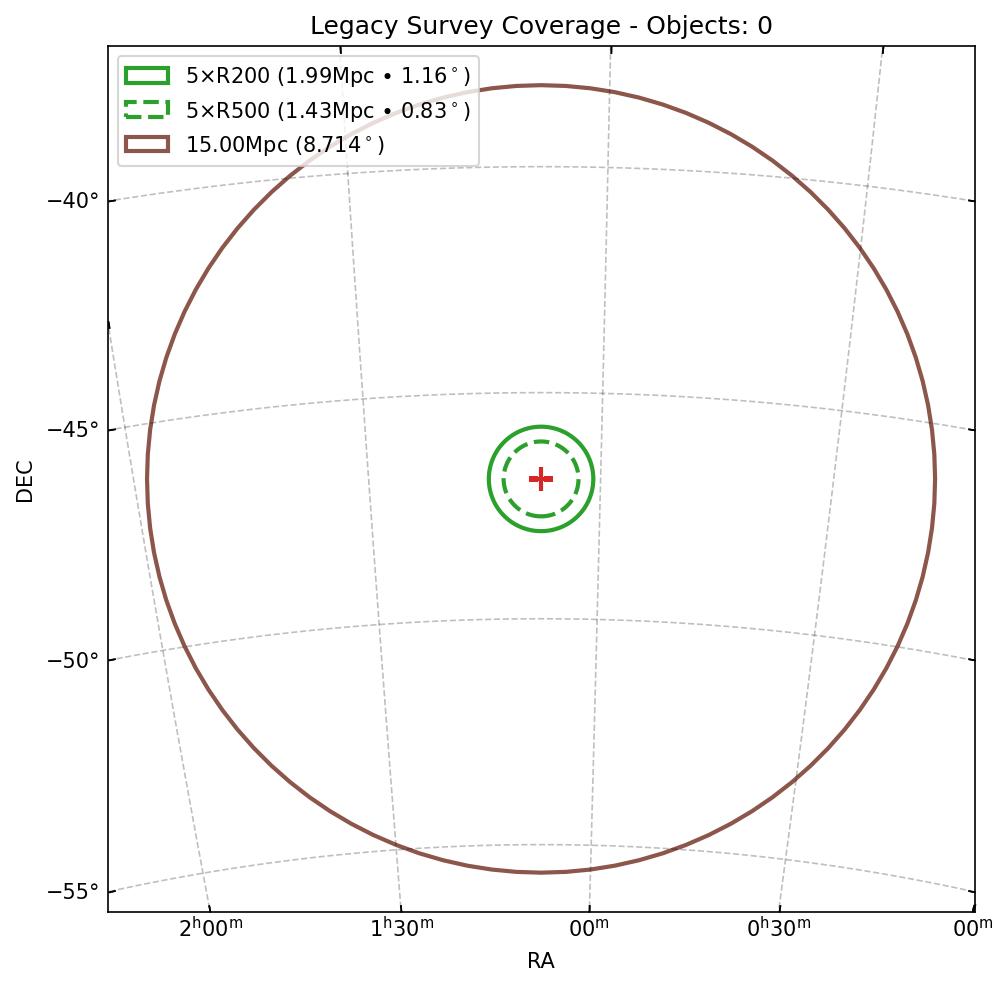 Legacy Survey Coverage - Objects: 0
5×R200 (1.99Mpc • 1.16°)
5×R500 (1.43Mpc • 0.83°)
15.00Mpc (8.714°)
−40°
−45°
−50°
−55°
DEC
2ʰ00ᵐ 1ʰ30ᵐ 00ᵐ 0ʰ30ᵐ 00ᵐ
RA